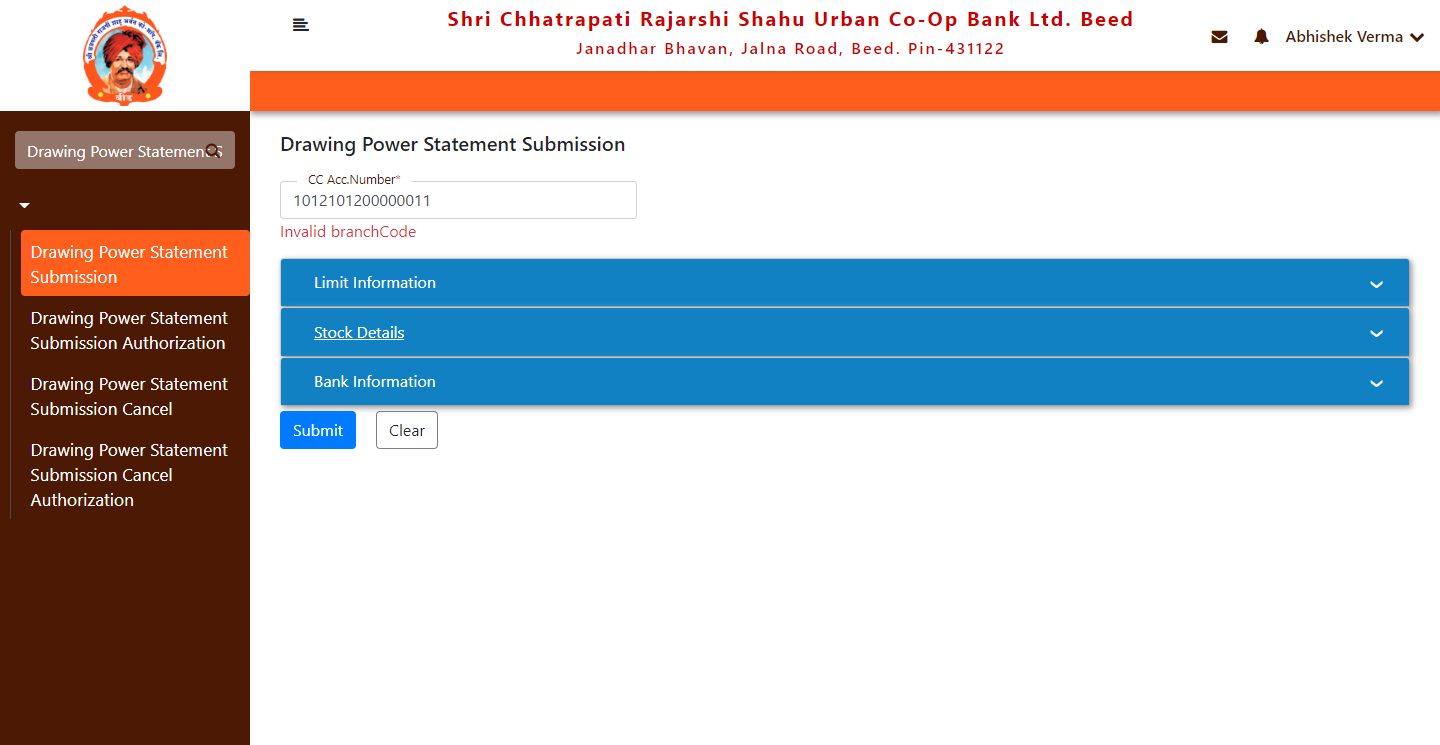 Shri Chhatrapati Rajarshi Shahu Urban Co-Op Bank Ltd. Beed
Janadhar Bhavan, Jalna Road, Beed. Pin-431122
Abhishek Verma
बीड
Drawing Power Statement S
Drawing Power Statement
Submission
Drawing Power Statement
Submission Authorization
Drawing Power Statement
Submission Cancel
Drawing Power Statement
Submission Cancel
Authorization
Drawing Power Statement Submission
CC Acc.Number*
1012101200000011
Invalid branchCode
Limit Information
Stock Details
Bank Information
Submit
Clear